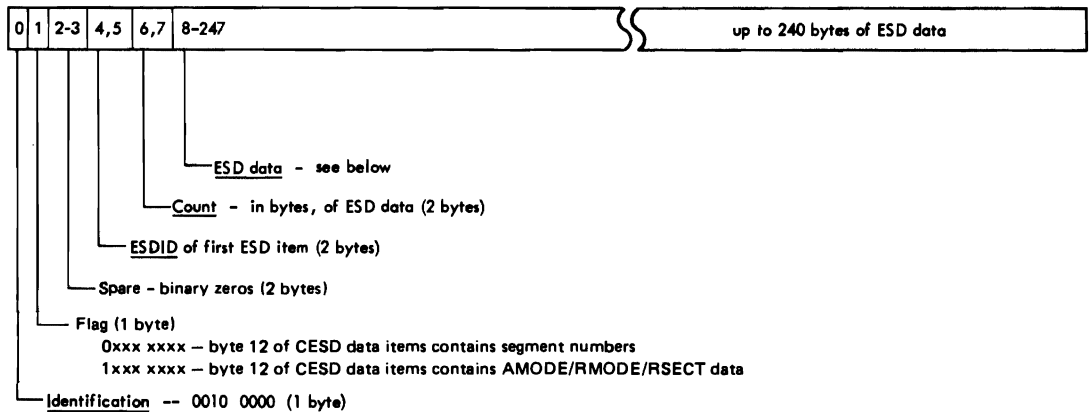 0 1 2-3 4,5 6,7 8-247 up to 240 bytes of ESD data
ESD data - see below
Count - in bytes, of ESD data (2 bytes)
ESDID of first ESD item (2 bytes)
Spare - binary zeros (2 bytes)
Flag (1 byte)
0xxx xxxx — byte 12 of CESD data items contains segment numbers
1xxx xxxx — byte 12 of CESD data items contains AMODE/RMODE/RSECT data
Identification -- 0010 0000 (1 byte)